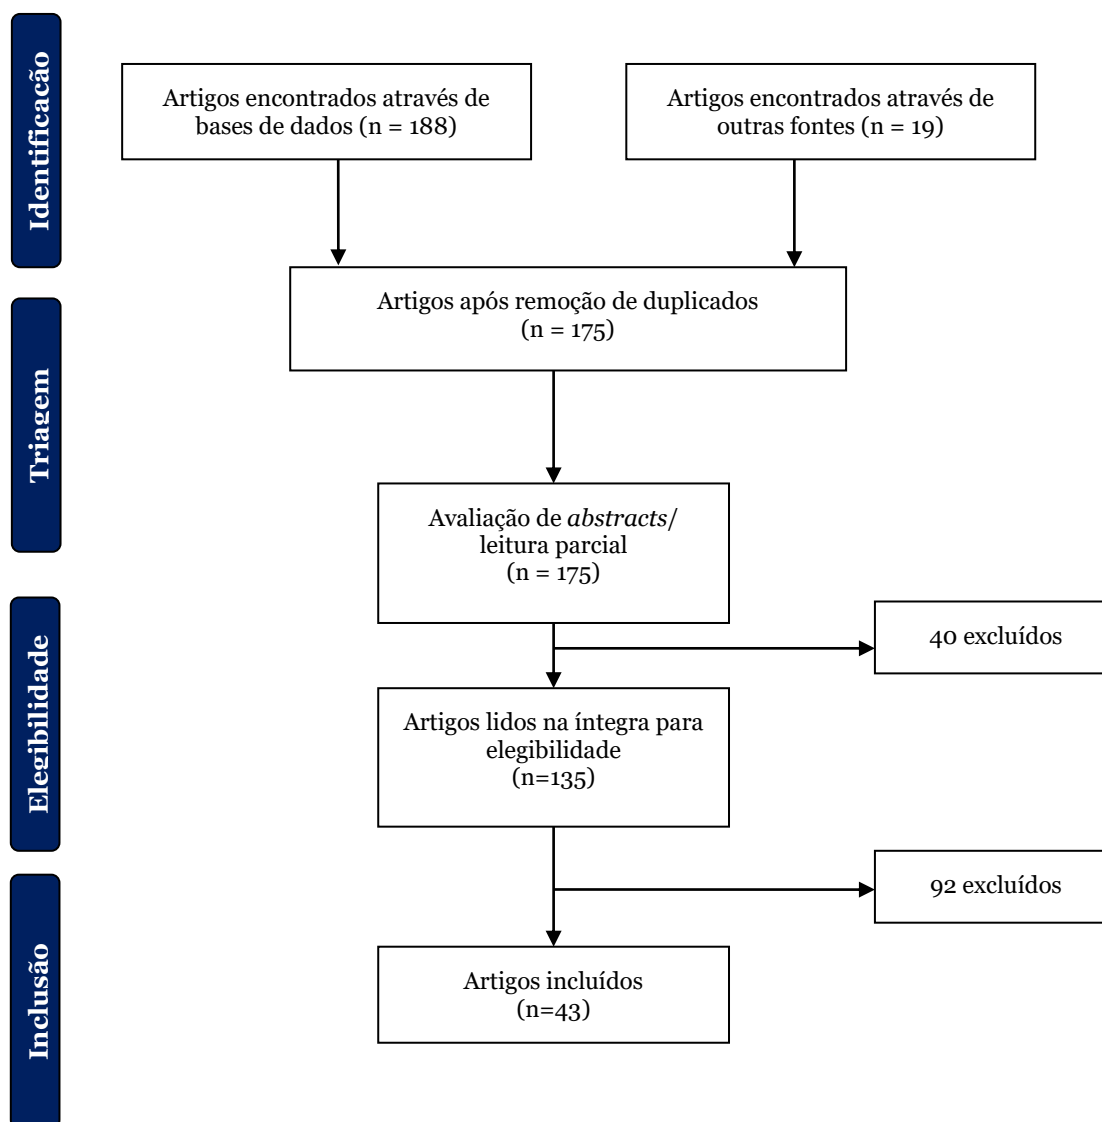 Identificação
Artigos encontrados através de
bases de dados (n = 188)
Artigos encontrados através de
outras fontes (n = 19)
Artigos após remoção de duplicados
(n = 175)
Triagem
Avaliação de abstracts/
leitura parcial
(n = 175)
40 excluídos
Elegibilidade
Artigos lidos na íntegra para
elegibilidade
(n=135)
92 excluídos
Inclusão
Artigos incluídos
(n=43)